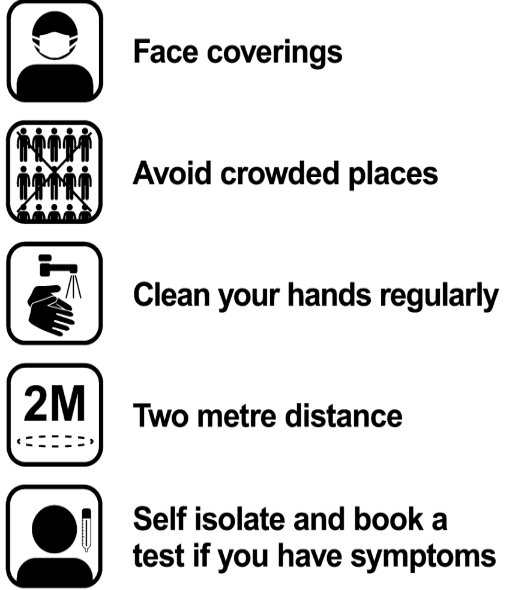 Face coverings
Avoid crowded places
Clean your hands regularly
2M
Two metre distance
Self isolate and book a
test if you have symptoms